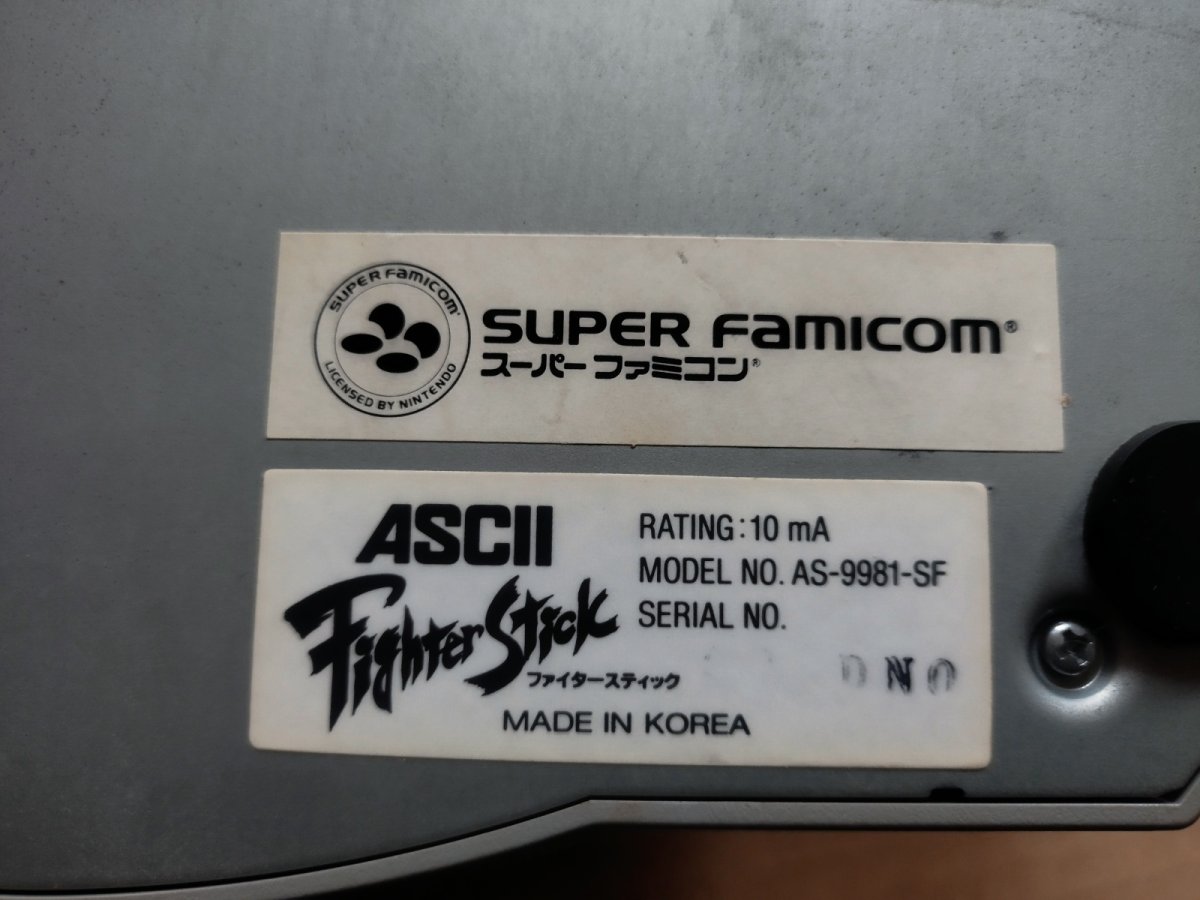 SUPER FAMICOM
LICENSED BY NINTENDO
SUPER FAMICOM®
スーパーファミコン®
ASCII
Fighter Stick
ファイタースティック
RATING: 10 mA
MODEL NO. AS-9981-SF
SERIAL NO.
MADE IN KOREA